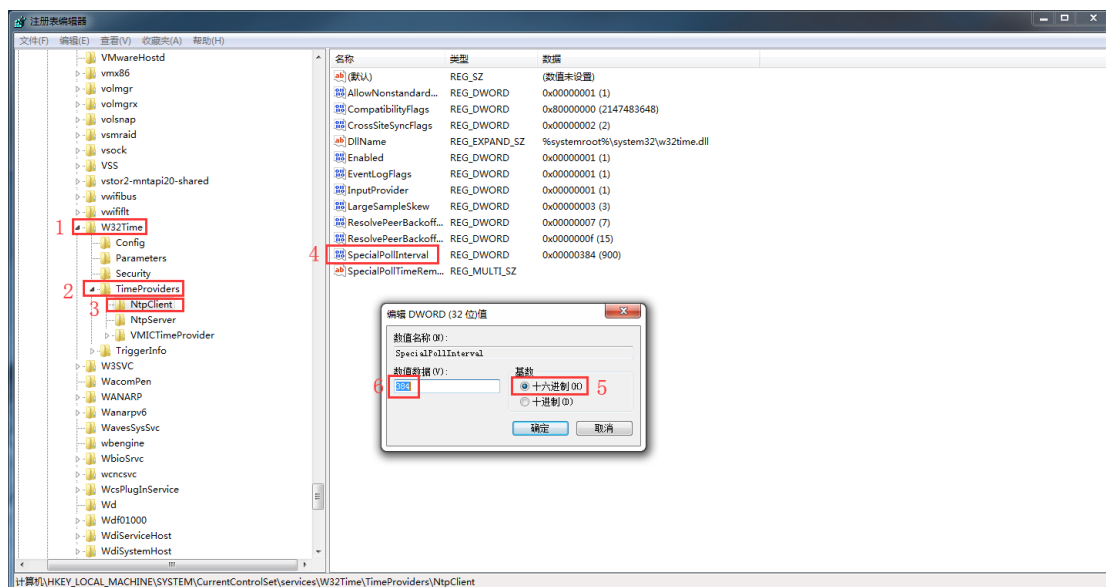 注册表编辑器
文件(F) 编辑(E) 查看(V) 收藏夹(A) 帮助(H)
VMwareHostd
vmx86
volmgr
volmgrx
volsnap
vsmraid
vsock
VSS
vstor2-mntapi20-shared
vwifibus
vwififlt
1 W32Time
Config
Parameters
Security
2 TimeProviders
3 NtpClient
NtpServer
VMICTimeProvider
TriggerInfo
W3SVC
WacomPen
WANARP
Wanarpv6
WavesSysSvc
wbengine
WbioSrvc
wcncsvc
WcsPlugInService
Wd
Wdf01000
WdiServiceHost
WdiSystemHost
名称 类型 数据
(默认) REG_SZ (数值未设置)
AllowNonstandard... REG_DWORD 0x00000001 (1)
CompatibilityFlags REG_DWORD 0x80000000 (2147483648)
CrossSiteSyncFlags REG_DWORD 0x00000002 (2)
DllName REG_EXPAND_SZ %systemroot%\system32\w32time.dll
Enabled REG_DWORD 0x00000001 (1)
EventLogFlags REG_DWORD 0x00000001 (1)
InputProvider REG_DWORD 0x00000001 (1)
LargeSampleSkew REG_DWORD 0x00000003 (3)
ResolvePeerBackoff... REG_DWORD 0x00000007 (7)
ResolvePeerBackoff... REG_DWORD 0x0000000f (15)
4 SpecialPollInterval REG_DWORD 0x00000384 (900)
SpecialPollTimeRem... REG_MULTI_SZ
编辑 DWORD (32 位)值
数值名称(N):
SpecialPollInterval
数值数据(V): 基数
6 384 十六进制(H) 5
十进制(D)
确定 取消
计算机\HKEY_LOCAL_MACHINE\SYSTEM\CurrentControlSet\services\W32Time\TimeProviders\NtpClient